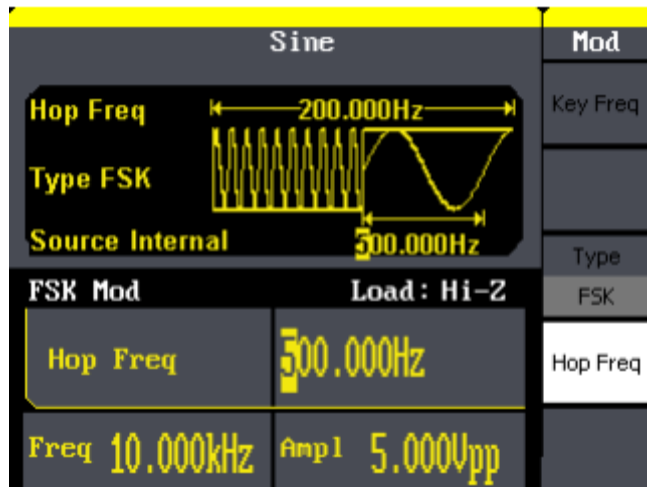 Sine
Mod
Hop Freq
200.000Hz
Key Freq
Type FSK
Source Internal
500.000Hz
Type
FSK Mod
Load: Hi-Z
FSK
Hop Freq
500.000Hz
Hop Freq
Freq 10.000kHz
Ampl 5.000Vpp